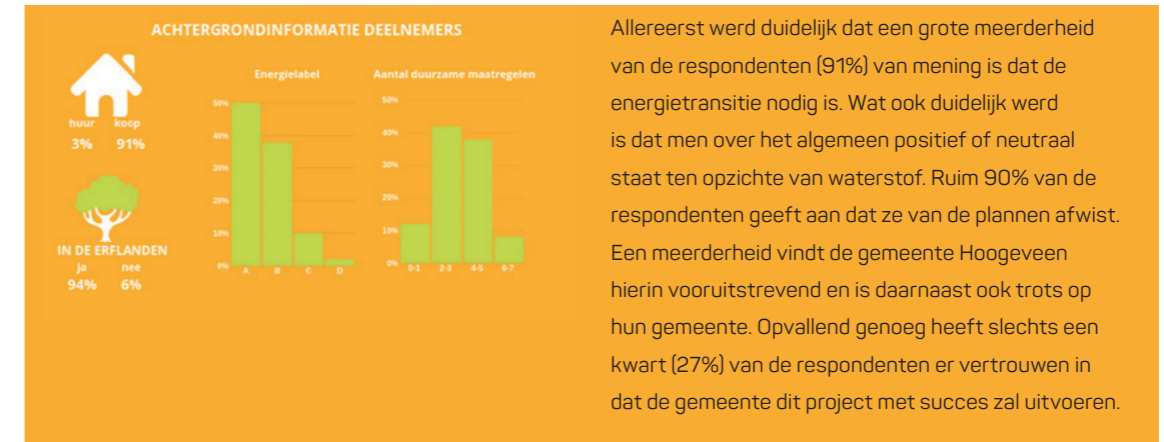 ACHTERGRONDINFORMATIE DEELNEMERS
huur koop
3% 91%
IN DE ERFLANDEN
ja nee
94% 6%
Energielabel
50%
40%
30%
20%
10%
0%
A B C D
Aantal duurzame maatregelen
50%
40%
30%
20%
10%
0%
0-1 2-3 4-5 6-7
Allereerst werd duidelijk dat een grote meerderheid
van de respondenten (91%) van mening is dat de
energietransitie nodig is. Wat ook duidelijk werd
is dat men over het algemeen positief of neutraal
staat ten opzichte van waterstof. Ruim 90% van de
respondenten geeft aan dat ze van de plannen afwist.
Een meerderheid vindt de gemeente Hoogeveen
hierin vooruitstrevend en is daarnaast ook trots op
hun gemeente. Opvallend genoeg heeft slechts een
kwart (27%) van de respondenten er vertrouwen in
dat de gemeente dit project met succes zal uitvoeren.